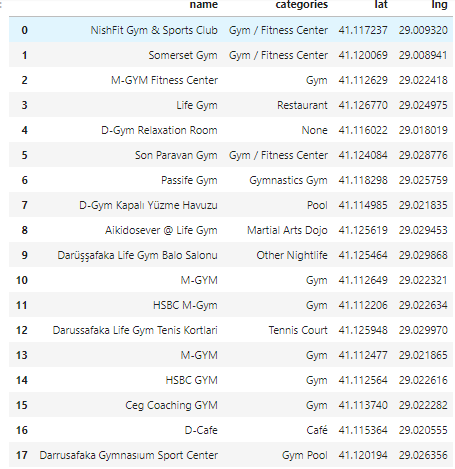 name categories lat lng
0 NishFit Gym & Sports Club Gym / Fitness Center 41.117237 29.009320
1 Somerset Gym Gym / Fitness Center 41.120069 29.008941
2 M-GYM Fitness Center Gym 41.112629 29.022418
3 Life Gym Restaurant 41.126770 29.024975
4 D-Gym Relaxation Room None 41.116022 29.018019
5 Son Paravan Gym Gym / Fitness Center 41.124084 29.028776
6 Passife Gym Gymnastics Gym 41.118298 29.025759
7 D-Gym Kapalı Yüzme Havuzu Pool 41.114985 29.021835
8 Aikidosever @ Life Gym Martial Arts Dojo 41.125619 29.029453
9 Darüşşafaka Life Gym Balo Salonu Other Nightlife 41.125464 29.029868
10 M-GYM Gym 41.112649 29.022321
11 HSBC M-Gym Gym 41.112206 29.022634
12 Darussafaka Life Gym Tenis Kortlari Tennis Court 41.125948 29.029970
13 M-GYM Gym 41.112477 29.021865
14 HSBC GYM Gym 41.112564 29.022616
15 Ceg Coaching GYM Gym 41.113740 29.022282
16 D-Cafe Café 41.115364 29.020555
17 Darrusafaka Gymnasıum Sport Center Gym Pool 41.120194 29.026356